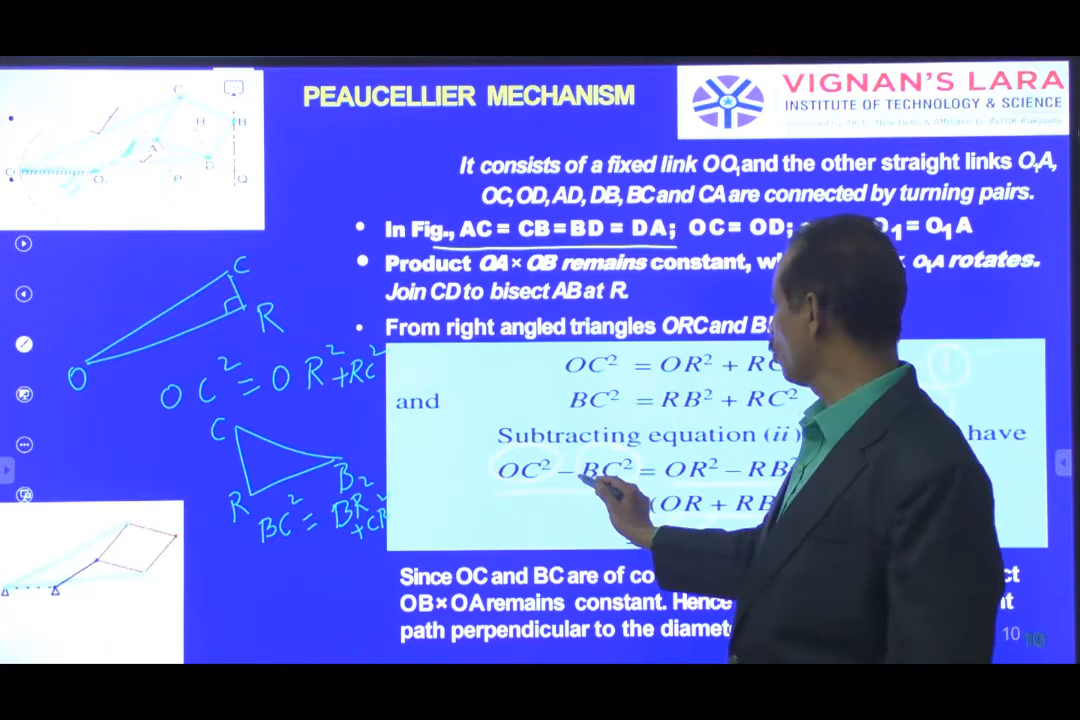 PEAUCELLIER MECHANISM
VIGNAN'S LARA
INSTITUTE OF TECHNOLOGY & SCIENCE
It consists of a fixed link OO₁ and the other straight links O₁A,
OC, OD, AD, DB, BC and CA are connected by turning pairs.
• In Fig., AC = CB = BD = DA; OC = OD; O₁ = O₁A
• Product OA × OB remains constant, O₁A rotates.
Join CD to bisect AB at R.
• From right angled triangles ORC and
OC² = OR² + RC
and BC² = RB² + RC²
Subtracting equation (ii) have
OC² – BC² = OR² – RB²
(OR + RB
Since OC and BC are of
OB × OA remains constant. Hence
path perpendicular to the
10
10
C
R
O
OC² = OR² + RC²
C
B
R
BC² = BR²
C
H
B
A
D
P
Q